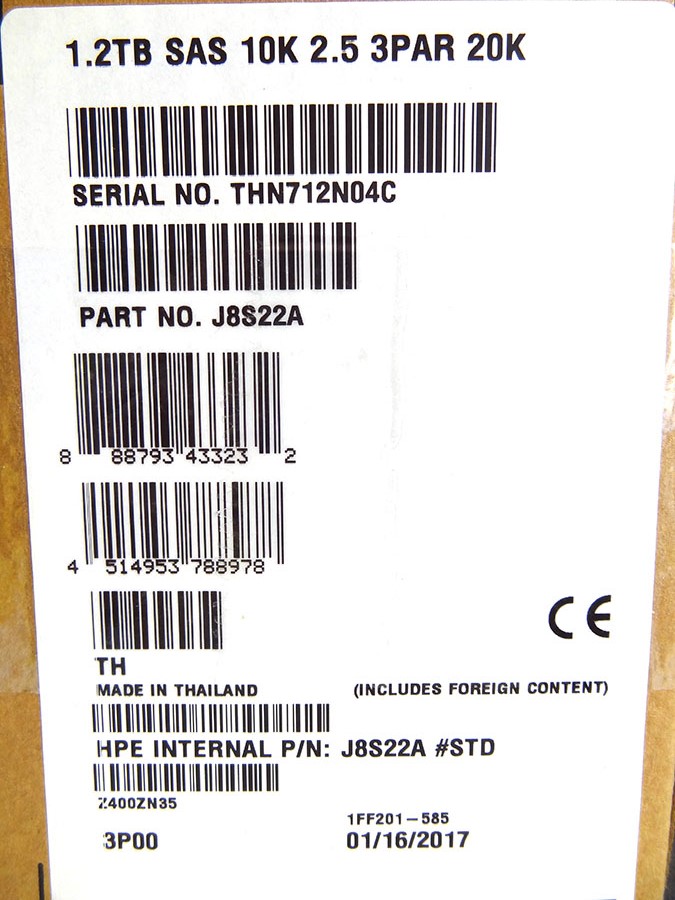 1.2TB SAS 10K 2.5 3PAR 20K
SERIAL NO. THN712N04C
PART NO. J8S22A
8 88793 43323 2
4 514953 788978
CE
TH
MADE IN THAILAND (INCLUDES FOREIGN CONTENT)
HPE INTERNAL P/N: J8S22A #STD
Z400ZN35
1FF201-585
3P00 01/16/2017